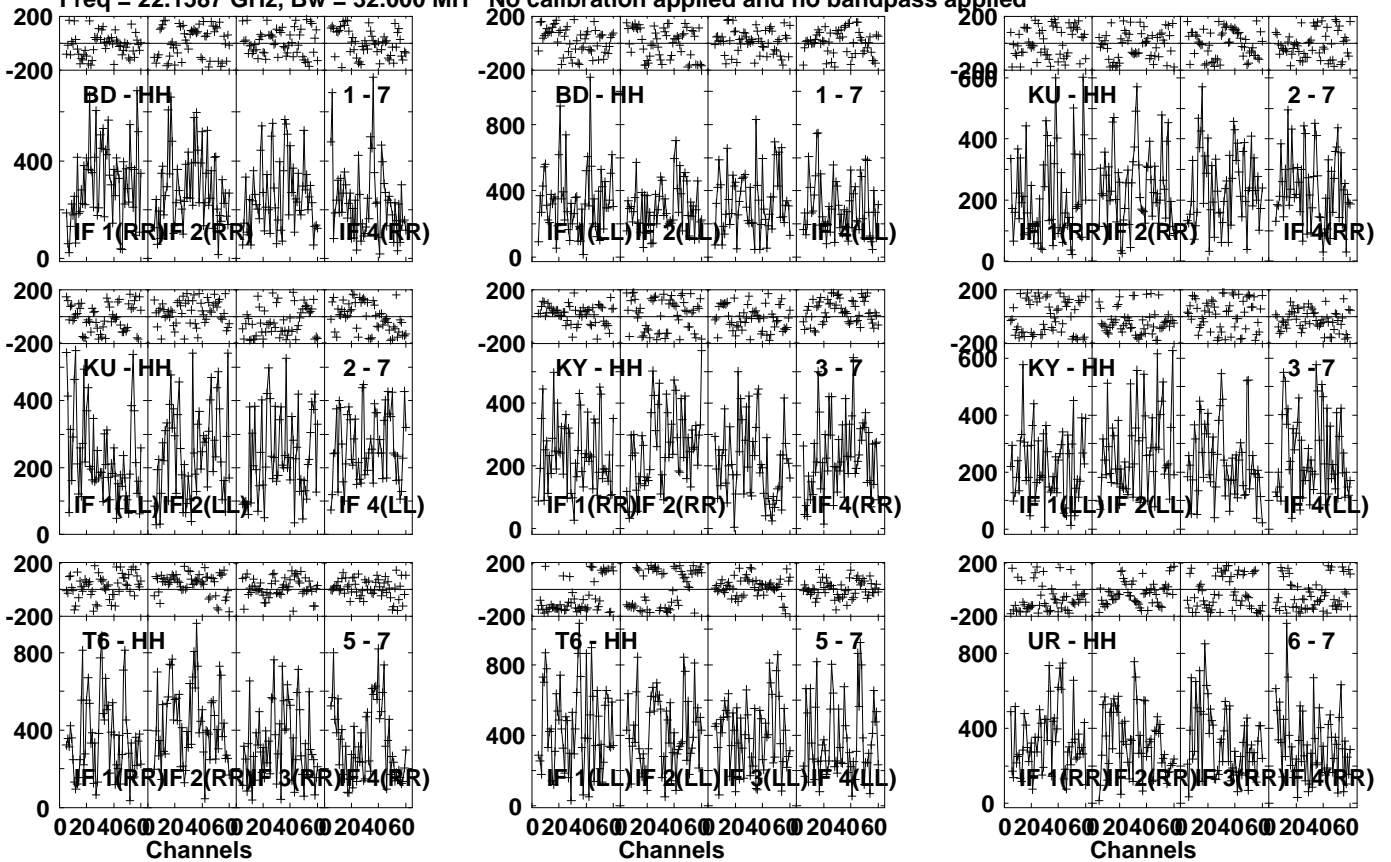 Freq = 22.1587 GHz, Bw = 32.000 MH No calibration applied and no bandpass applied
200
-200
BD - HH
1 - 7
400
0
IF 1(RR)
IF 2(RR)
IF 4(RR)
BD - HH
1 - 7
800
400
0
IF 1(LL)
IF 2(LL)
IF 4(LL)
200
-200
600
KU - HH
2 - 7
400
200
0
IF 1(RR)
IF 2(RR)
IF 4(RR)
200
-200
KU - HH
2 - 7
400
200
0
IF 1(LL)
IF 2(LL)
IF 4(LL)
KY - HH
3 - 7
400
200
0
IF 1(RR)
IF 2(RR)
IF 4(RR)
200
-200
600
KY - HH
3 - 7
400
200
0
IF 1(LL)
IF 2(LL)
IF 4(LL)
200
-200
T6 - HH
5 - 7
800
400
0
IF 1(RR)
IF 2(RR)
IF 3(RR)
IF 4(RR)
0 20 40 60 0 20 40 60 0 20 40 60 0 20 40 60
Channels
T6 - HH
5 - 7
800
400
0
IF 1(LL)
IF 2(LL)
IF 3(LL)
IF 4(LL)
0 20 40 60 0 20 40 60 0 20 40 60 0 20 40 60
Channels
200
-200
UR - HH
6 - 7
800
400
0
IF 1(RR)
IF 2(RR)
IF 3(RR)
IF 4(RR)
0 20 40 60 0 20 40 60 0 20 40 60 0 20 40 60
Channels